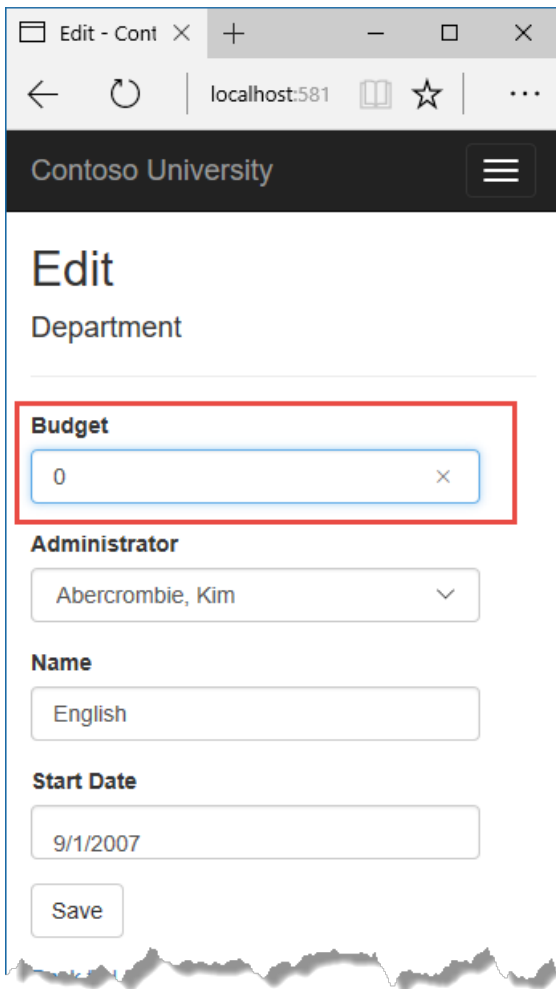 Edit - Cont
localhost:581
Contoso University
Edit
Department
Budget
0
Administrator
Abercrombie, Kim
Name
English
Start Date
9/1/2007
Save